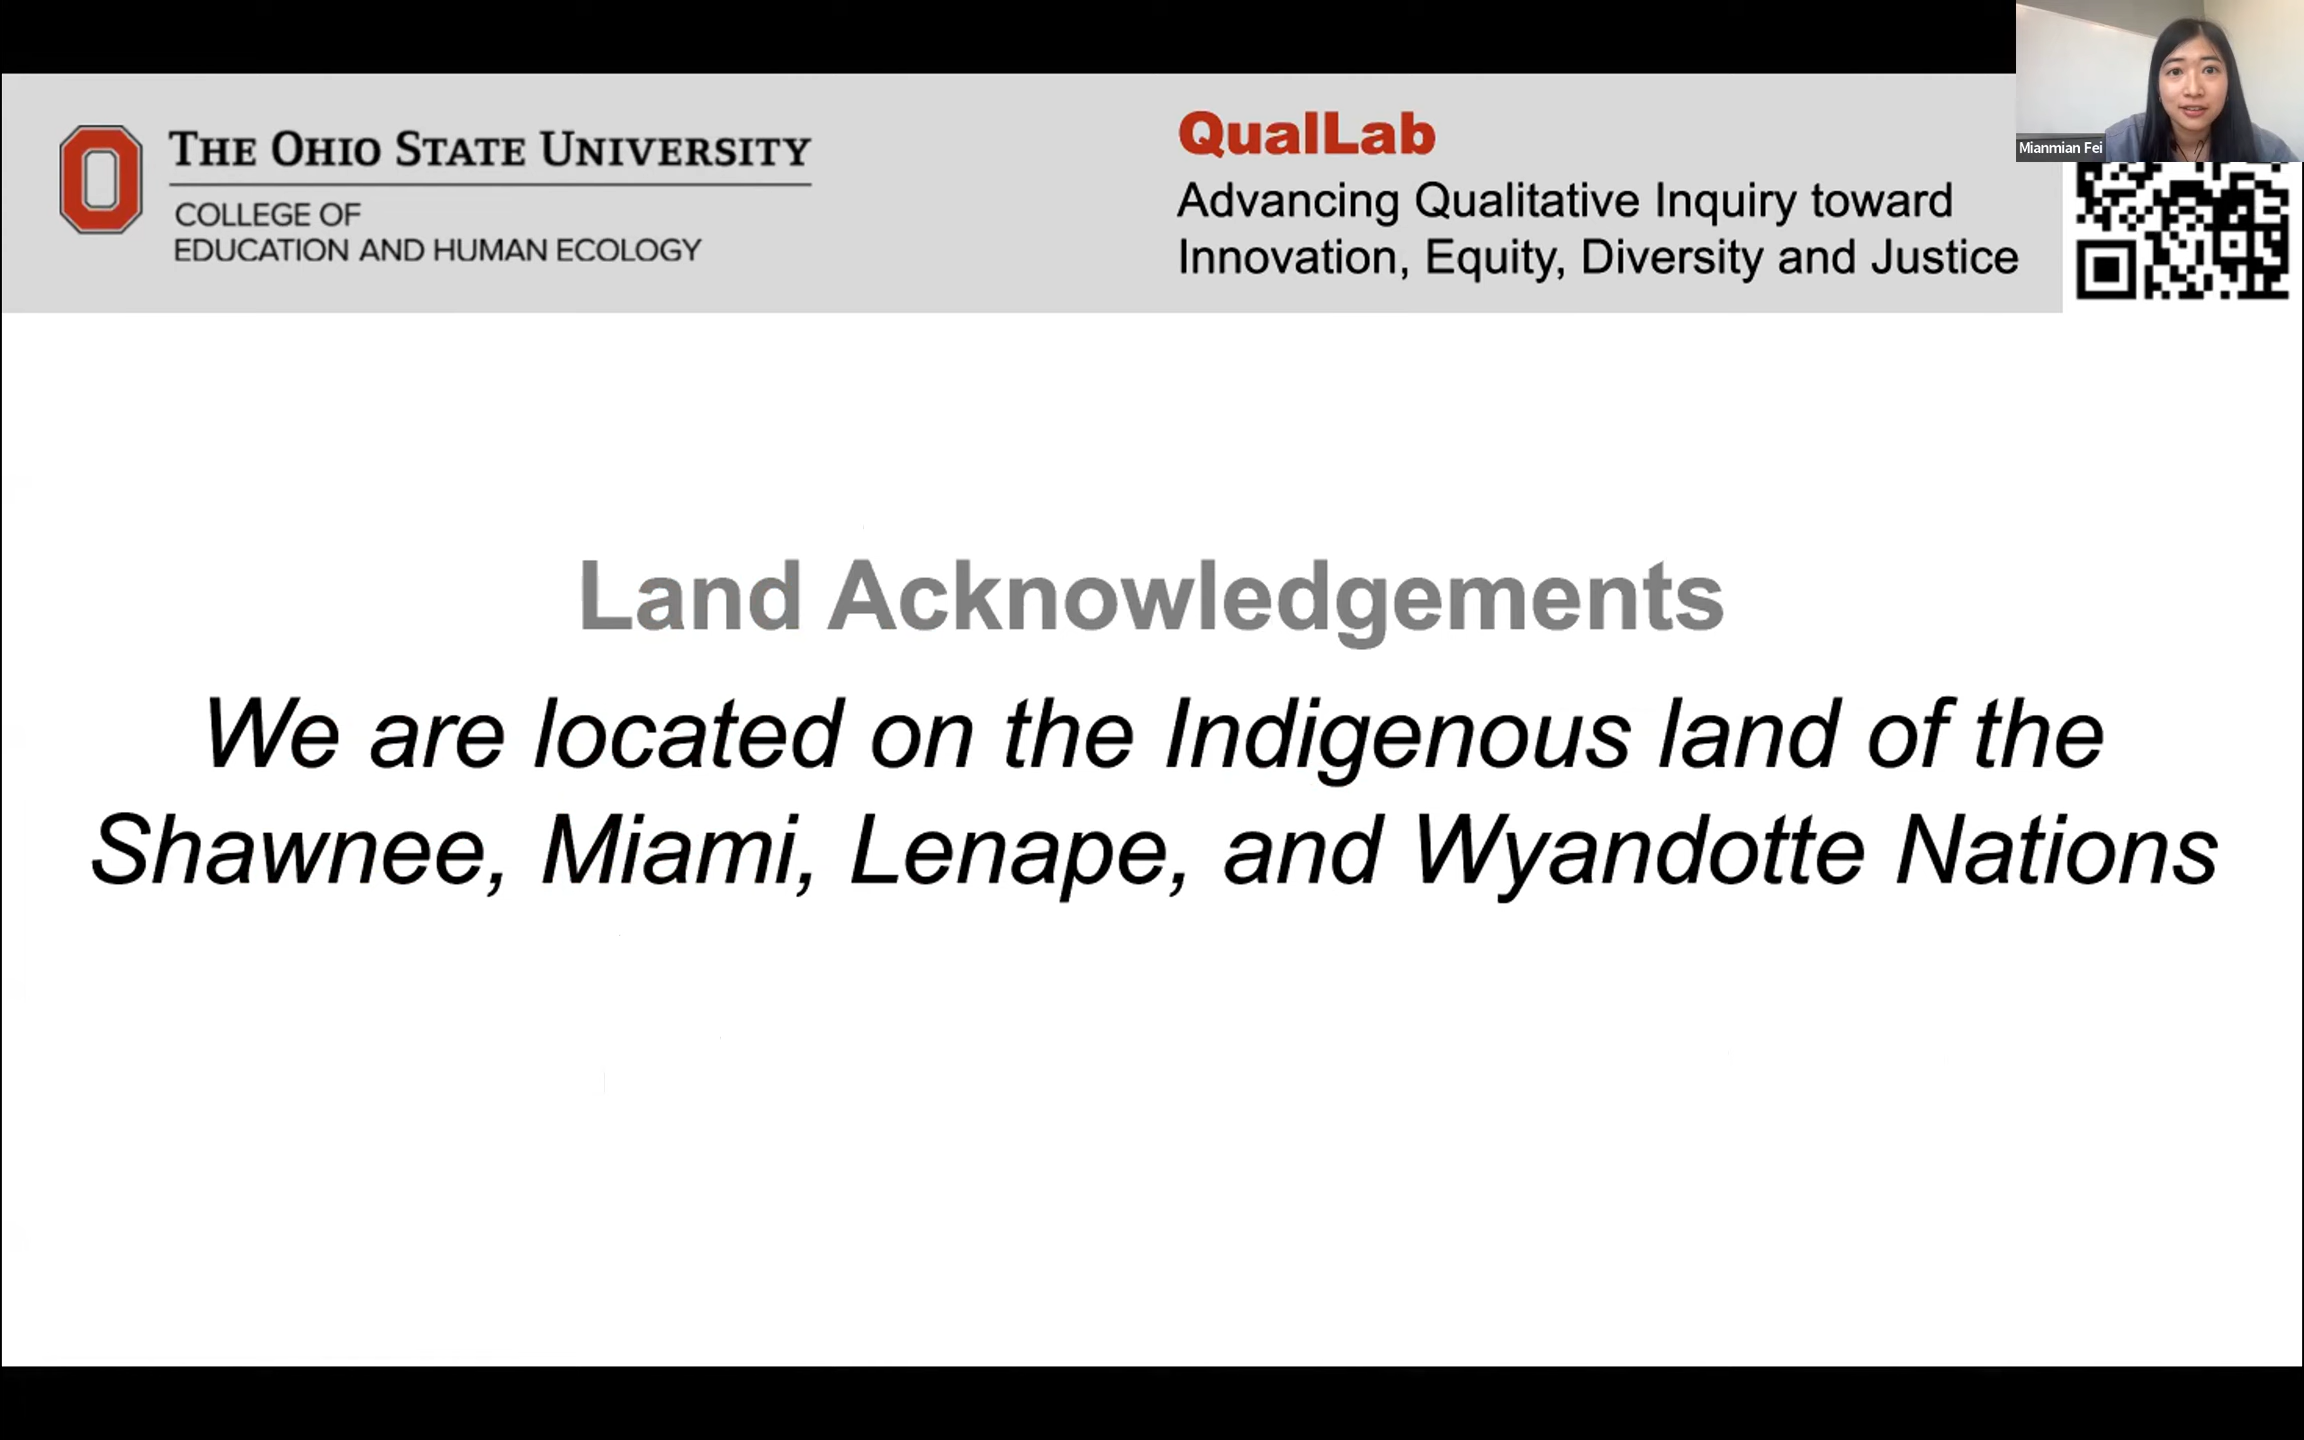 THE OHIO STATE UNIVERSITY
COLLEGE OF
EDUCATION AND HUMAN ECOLOGY
QualLab
Advancing Qualitative Inquiry toward
Innovation, Equity, Diversity and Justice
Mianmian Fei
Land Acknowledgements
We are located on the Indigenous land of the
Shawnee, Miami, Lenape, and Wyandotte Nations